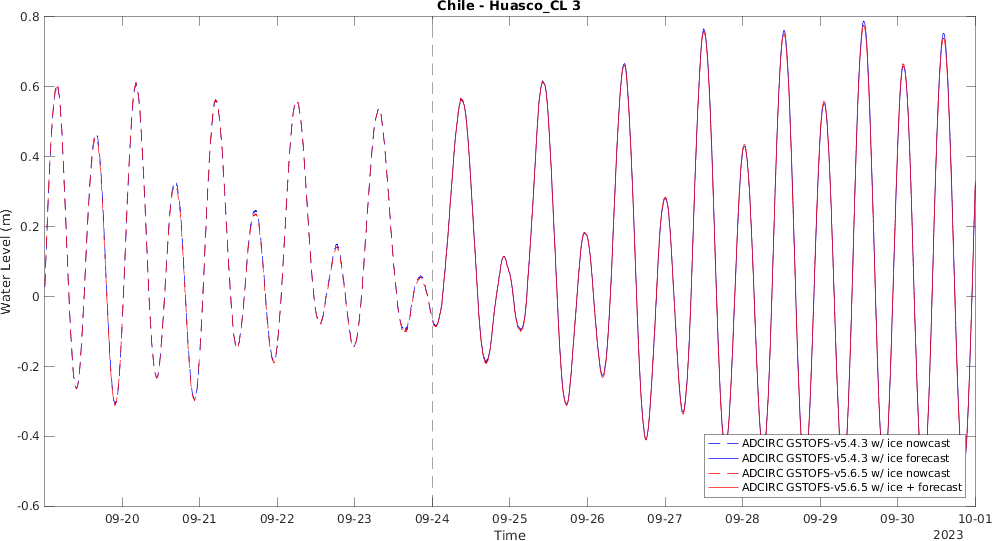 Chile - Huasco_CL 3
0.8
0.6
0.4
0.2
0
-0.2
-0.4
-0.6
Water Level (m)
ADCIRC GSTOFS-v5.4.3 w/ ice nowcast
ADCIRC GSTOFS-v5.4.3 w/ ice forecast
ADCIRC GSTOFS-v5.6.5 w/ ice nowcast
ADCIRC GSTOFS-v5.6.5 w/ ice + forecast
09-20 09-21 09-22 09-23 09-24 09-25 09-26 09-27 09-28 09-29 09-30 10-01
Time
2023